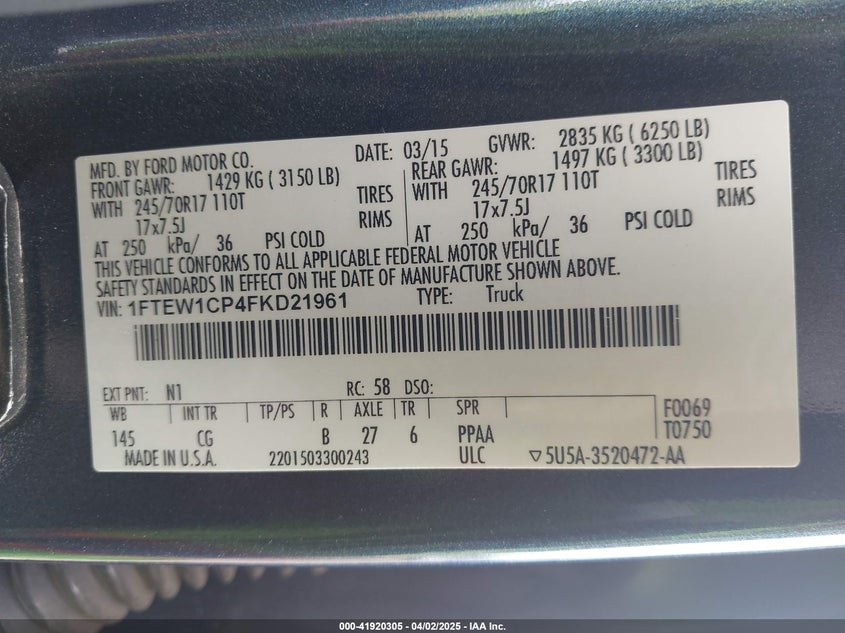 MFD. BY FORD MOTOR CO. DATE: 03/15 GVWR: 2835 KG ( 6250 LB)
FRONT GAWR: 1429 KG ( 3150 LB) REAR GAWR: 1497 KG ( 3300 LB)
WITH 245/70R17 110T TIRES WITH 245/70R17 110T TIRES
17x7.5J RIMS 17x7.5J RIMS
AT 250 kPa/ 36 PSI COLD AT 250 kPa/ 36 PSI COLD
THIS VEHICLE CONFORMS TO ALL APPLICABLE FEDERAL MOTOR VEHICLE
SAFETY STANDARDS IN EFFECT ON THE DATE OF MANUFACTURE SHOWN ABOVE.
VIN: 1FTEW1CP4FKD21961 TYPE: Truck
EXT PNT: N1 RC: 58 DSO:
WB INT TR TP/PS R AXLE TR SPR F0069
145 CG B 27 6 PPAA T0750
MADE IN U.S.A. 2201503300243 ULC ▽5U5A-3520472-AA
000-41920305 - 04/02/2025 - IAA Inc.